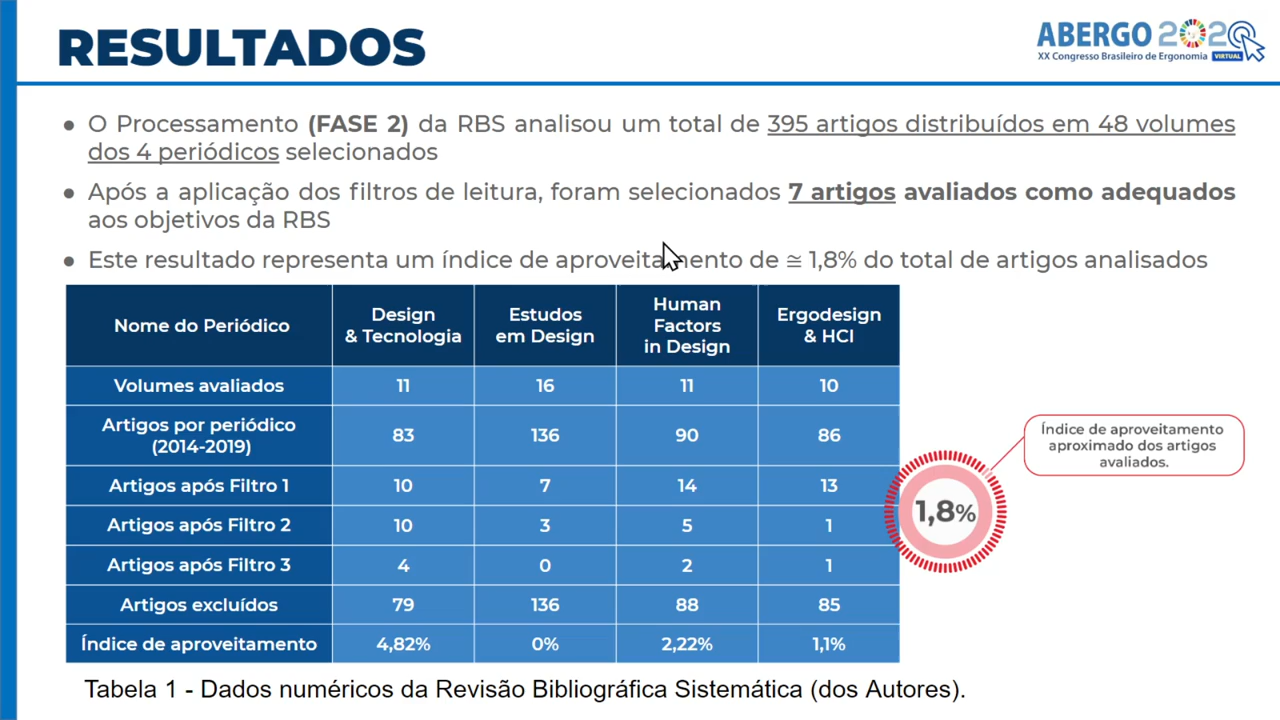 RESULTADOS
ABERGO 2020
XX Congresso Brasileiro de Ergonomia VIRTUAL
● O Processamento (FASE 2) da RBS analisou um total de 395 artigos distribuídos em 48 volumes
dos 4 periódicos selecionados
● Após a aplicação dos filtros de leitura, foram selecionados 7 artigos avaliados como adequados
aos objetivos da RBS
● Este resultado representa um índice de aproveitamento de ≅ 1,8% do total de artigos analisados
Nome do Periódico
Design
& Tecnologia
Estudos
em Design
Human
Factors
in Design
Ergodesign
& HCI
Volumes avaliados 11 16 11 10
Artigos por periódico
(2014-2019) 83 136 90 86
Artigos após Filtro 1 10 7 14 13
Artigos após Filtro 2 10 3 5 1
Artigos após Filtro 3 4 0 2 1
Artigos excluídos 79 136 88 85
Índice de aproveitamento 4,82% 0% 2,22% 1,1%
Índice de aproveitamento
aproximado dos artigos
avaliados.
1,8%
Tabela 1 - Dados numéricos da Revisão Bibliográfica Sistemática (dos Autores).